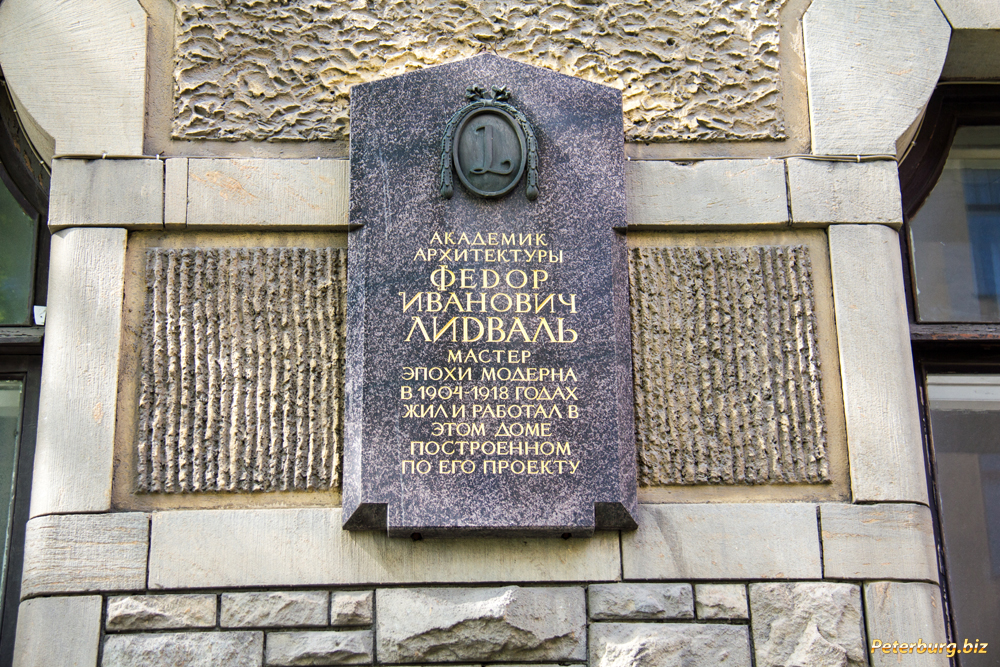 L
АКАДЕМИК
АРХИТЕКТУРЫ
ФЕДОР
ИВАНОВИЧ
ЛИДВАЛЬ
МАСТЕР
ЭПОХИ МОДЕРНА
В 1904-1918 ГОДАХ
ЖИЛ И РАБОТАЛ В
ЭТОМ ДОМЕ
ПОСТРОЕННОМ
ПО ЕГО ПРОЕКТУ
Peterburg.biz